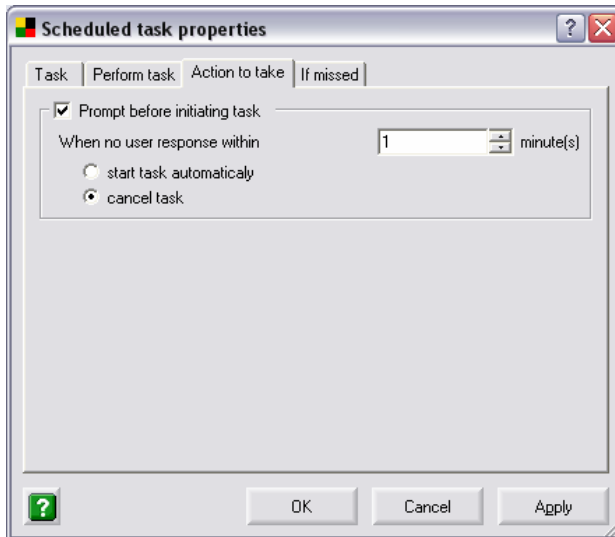 Scheduled task properties
Task Perform task Action to take If missed
Prompt before initiating task
When no user response within 1 minute(s)
start task automaticaly
cancel task
? OK Cancel Apply